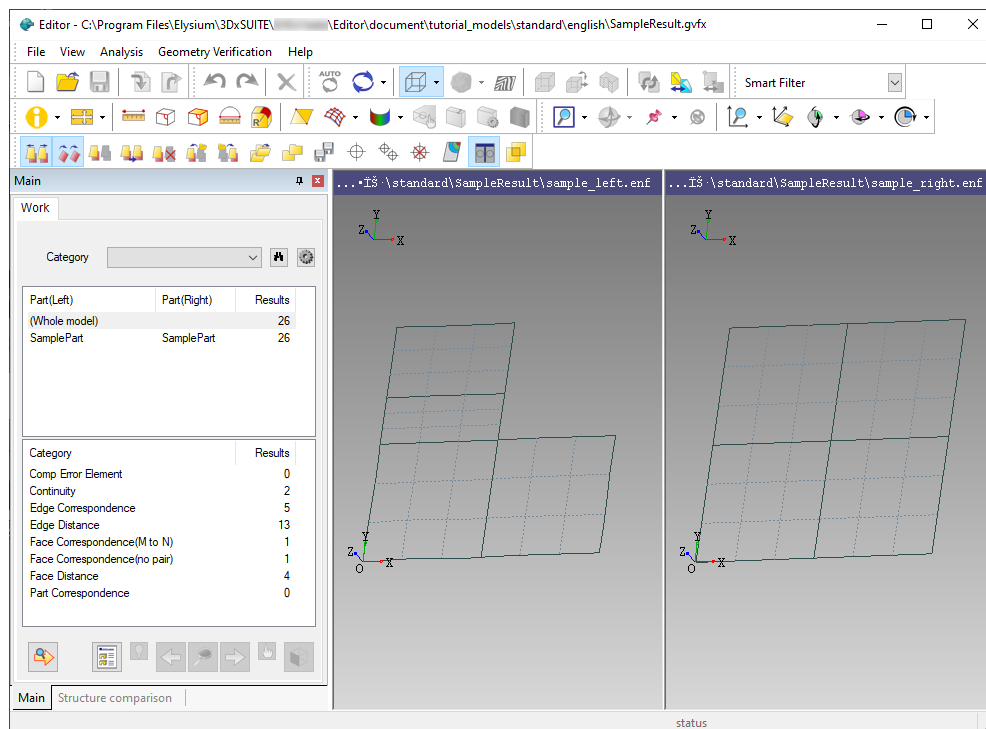 Editor - C:\Program Files\Elysium\3DxSUITE\ \Editor\document\tutorial_models\standard\english\SampleResult.gvfx
File View Analysis Geometry Verification Help
AUTO
Smart Filter
Main
...•ÏŠ·\standard\SampleResult\sample_left.enf
...ÏŠ·\standard\SampleResult\sample_right.enf
Work
Category
Part(Left) Part(Right) Results
(Whole model) 26
SamplePart SamplePart 26
Category Results
Comp Error Element 0
Continuity 2
Edge Correspondence 5
Edge Distance 13
Face Correspondence(M to N) 1
Face Correspondence(no pair) 1
Face Distance 4
Part Correspondence 0
Y
Z
X
Y
Z
X
O
Y
Z
X
Y
Z
X
O
Main Structure comparison
status